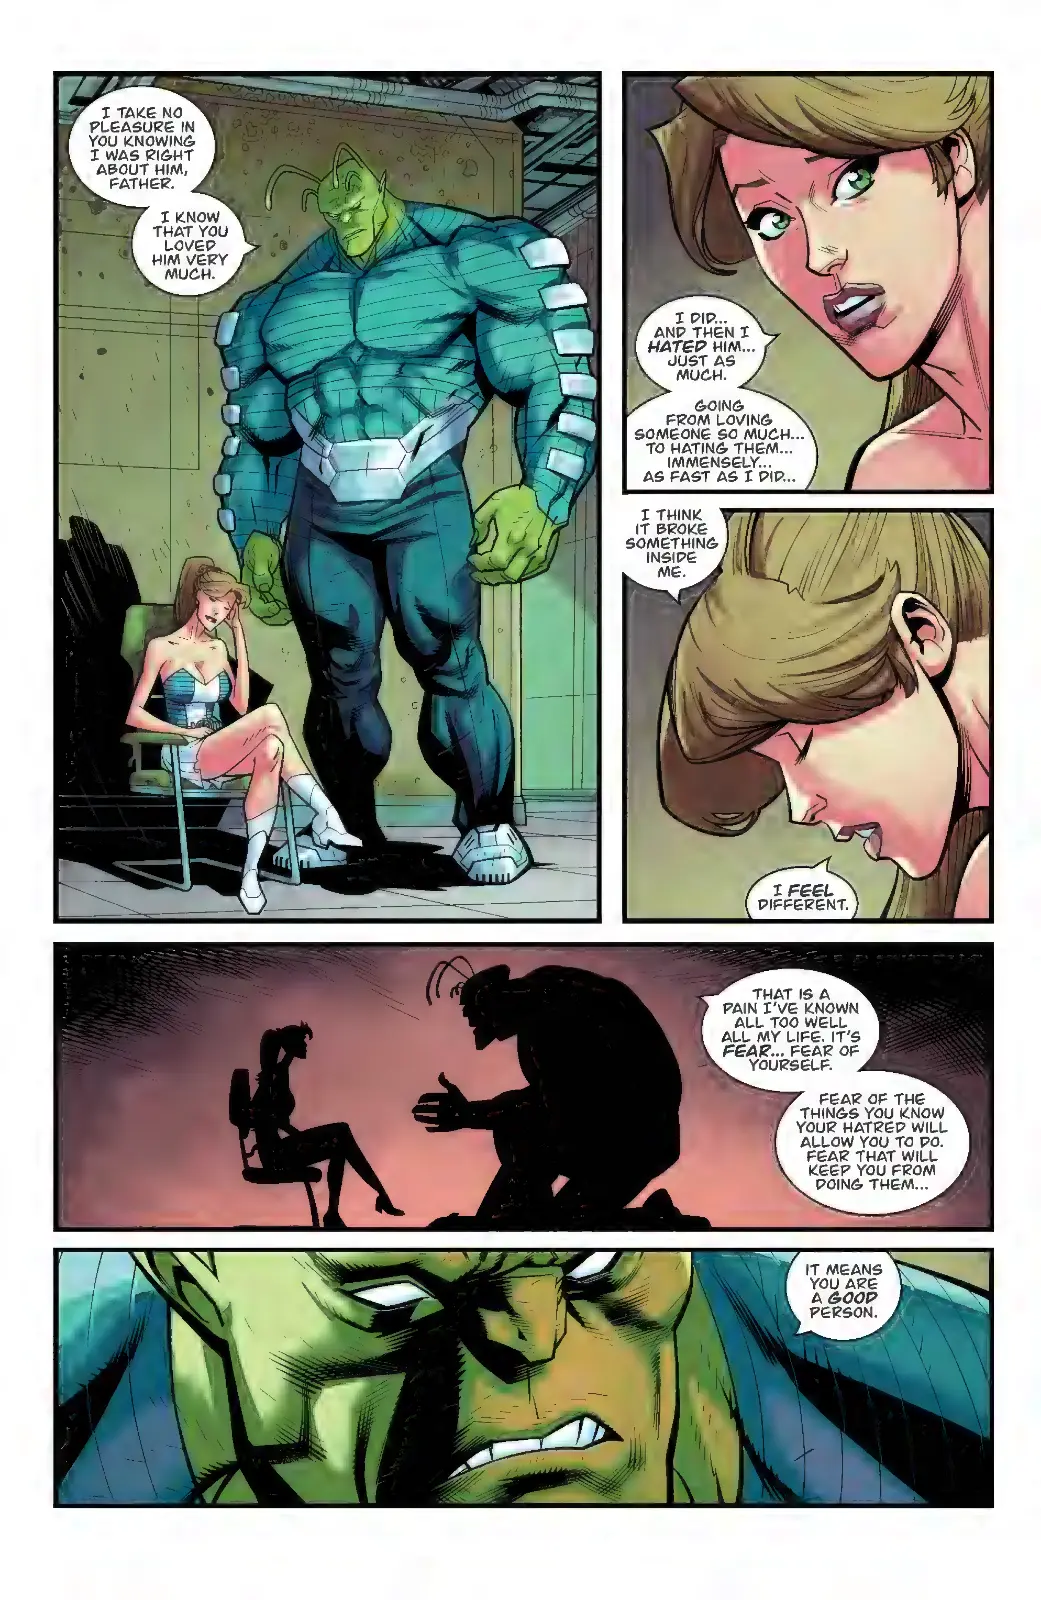 I TAKE NO
PLEASURE IN
YOU KNOWING
I WAS RIGHT
ABOUT HIM,
FATHER.
I KNOW
THAT YOU
LOVED
HIM VERY
MUCH.
I DID...
AND THEN I
HATED HIM...
JUST AS
MUCH.
GOING
FROM LOVING
SOMEONE SO MUCH...
TO HATING THEM...
IMMENSELY...
AS FAST AS I DID...
I THINK
IT BROKE
SOMETHING
INSIDE
ME.
I FEEL
DIFFERENT.
THAT IS A
PAIN I'VE KNOWN
ALL TOO WELL
ALL MY LIFE. IT'S
FEAR... FEAR OF
YOURSELF.
FEAR OF THE
THINGS YOU KNOW
YOUR HATRED WILL
ALLOW YOU TO DO.
FEAR THAT WILL
KEEP YOU FROM
DOING THEM...
IT MEANS
YOU ARE
A GOOD
PERSON.